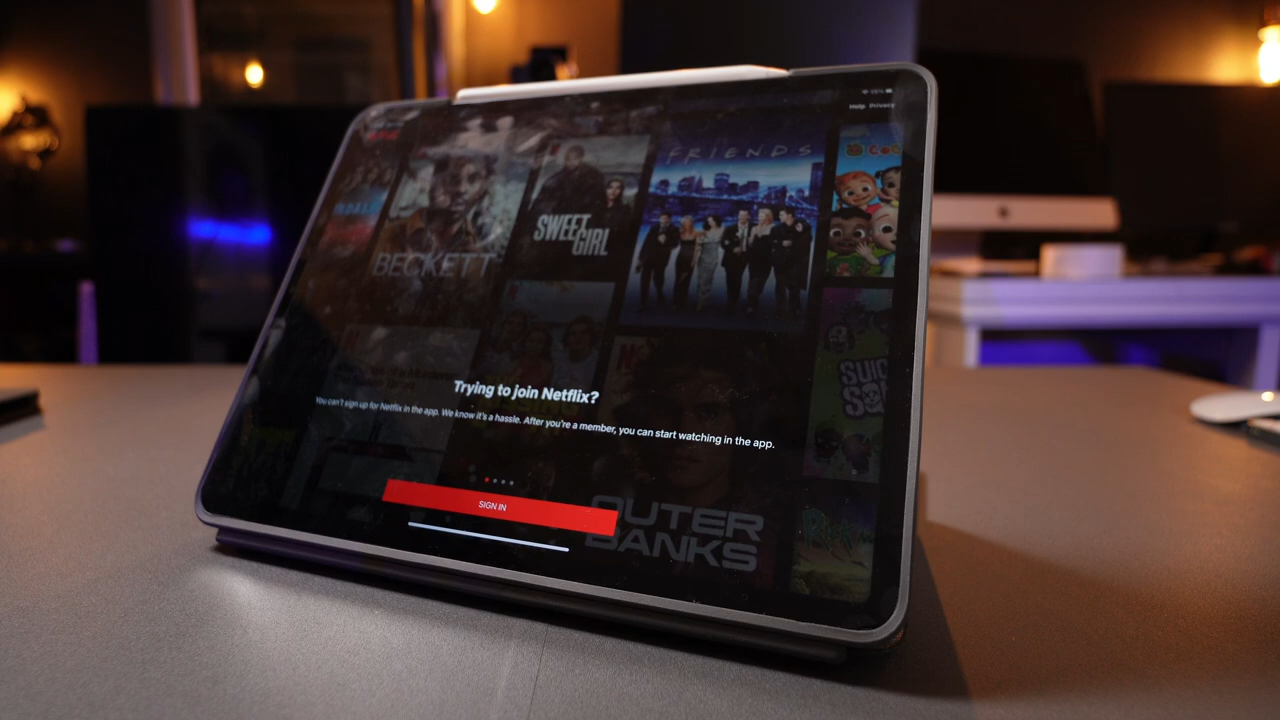 Help Privacy
BECKETT
SWEET
GIRL
FRIENDS
Trying to join Netflix?
You can't sign up for Netflix in the app. We know it's a hassle. After you're a member, you can start watching in the app.
SIGN IN
OUTER
BANKS